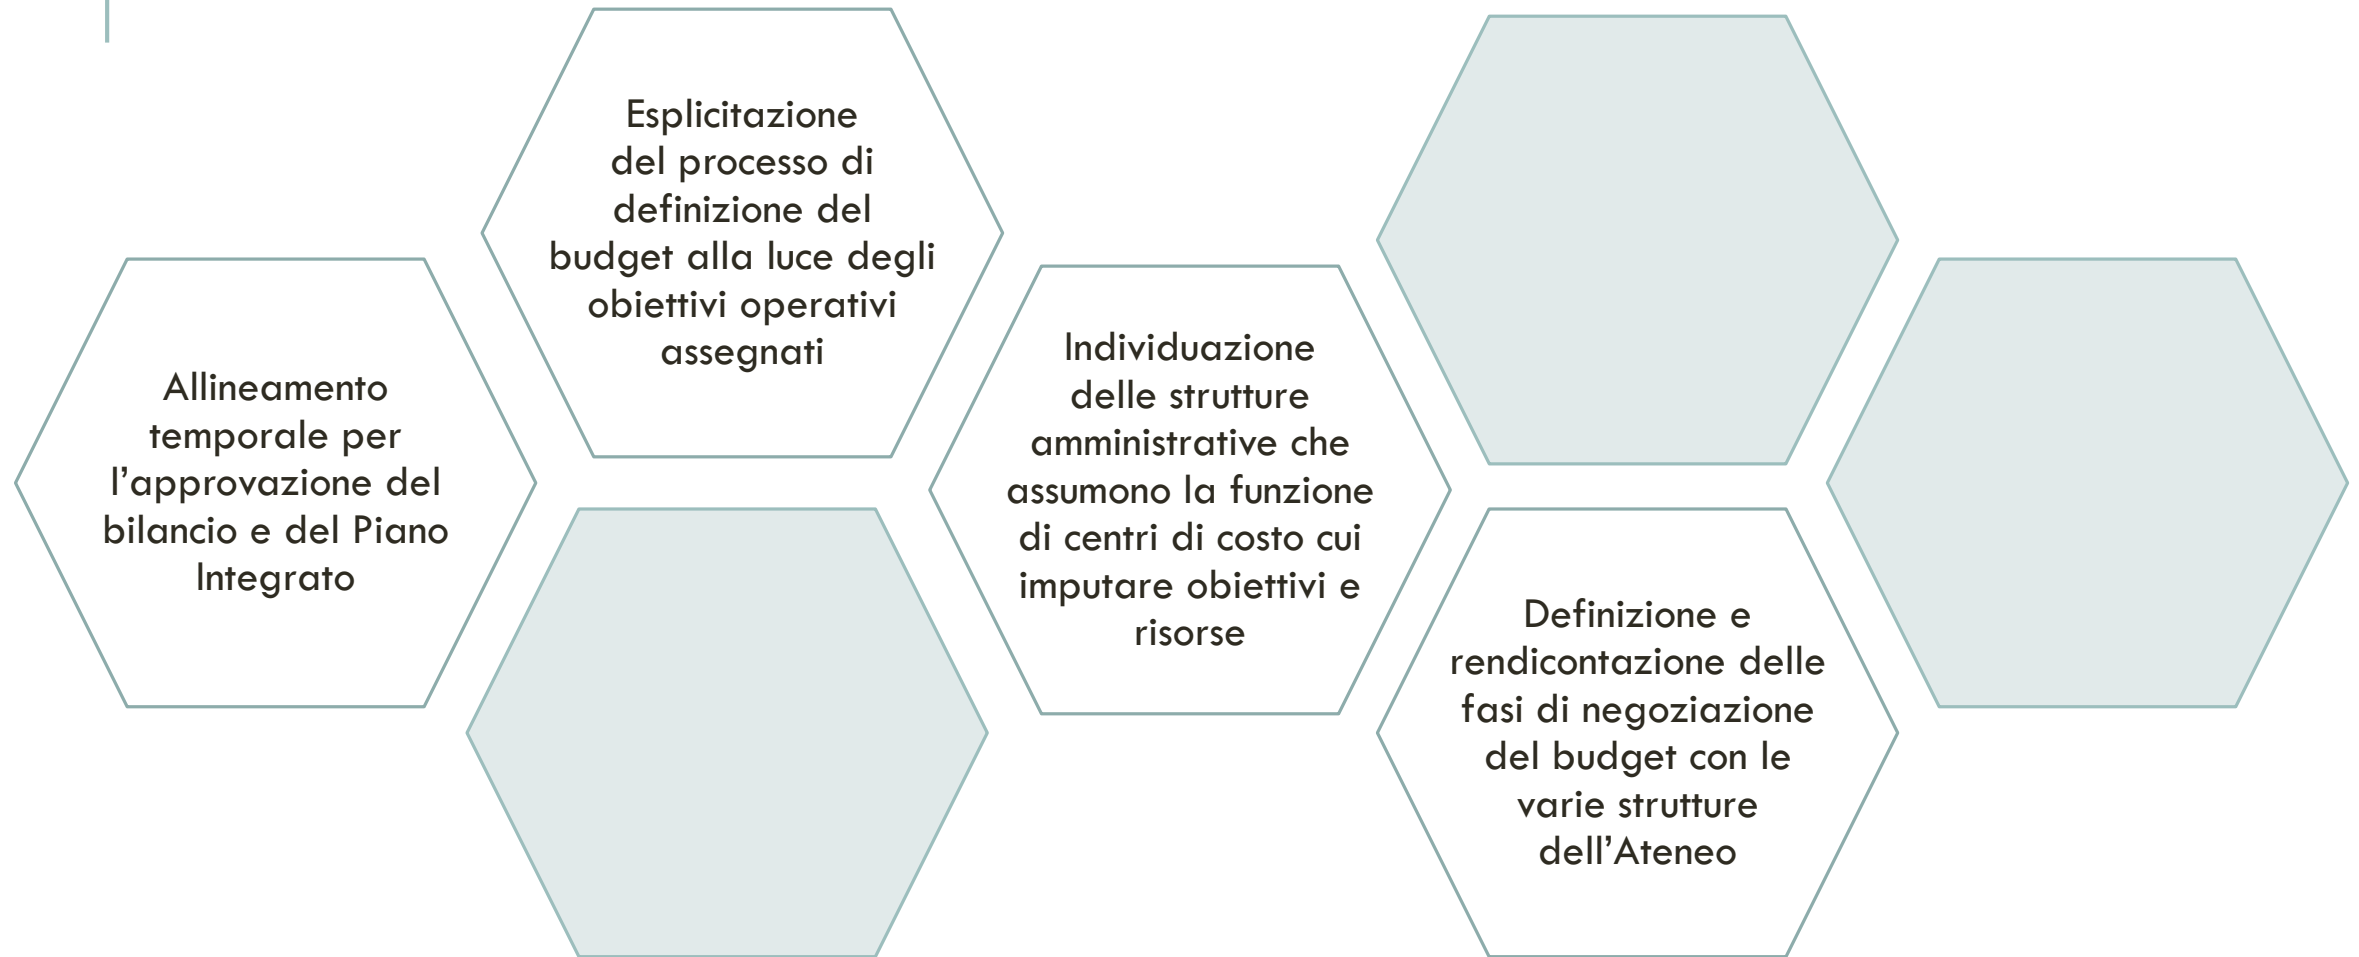 Allineamento
temporale per
l’approvazione del
bilancio e del Piano
Integrato
Esplicitazione
del processo di
definizione del
budget alla luce degli
obiettivi operativi
assegnati
Individuazione
delle strutture
amministrative che
assumono la funzione
di centri di costo cui
imputare obiettivi e
risorse
Definizione e
rendicontazione delle
fasi di negoziazione
del budget con le
varie strutture
dell’Ateneo